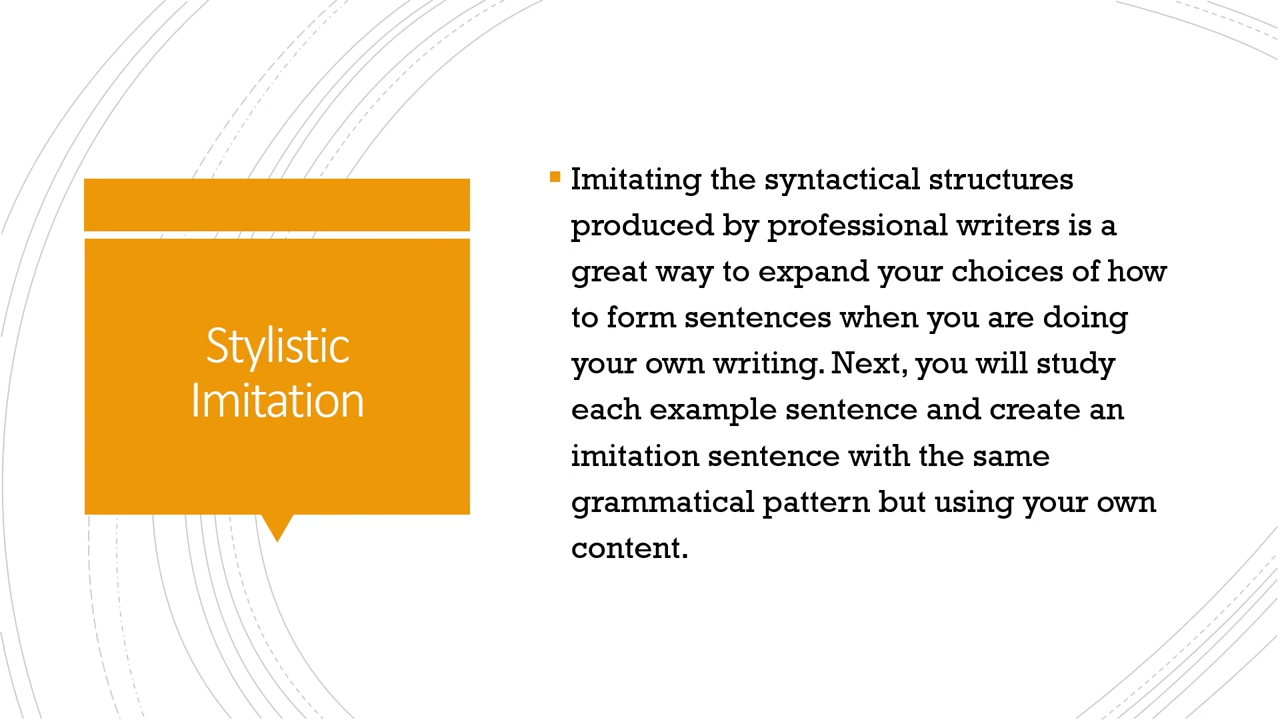 Stylistic
Imitation
Imitating the syntactical structures
produced by professional writers is a
great way to expand your choices of how
to form sentences when you are doing
your own writing. Next, you will study
each example sentence and create an
imitation sentence with the same
grammatical pattern but using your own
content.